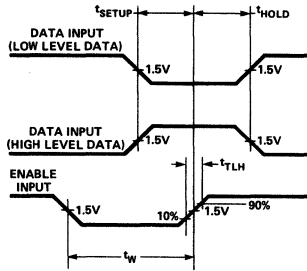 tSETUP
tHOLD
DATA INPUT
(LOW LEVEL DATA)
1.5V
1.5V
DATA INPUT
(HIGH LEVEL DATA)
1.5V
1.5V
tTLH
ENABLE
INPUT
1.5V
90%
10%
1.5V
tW